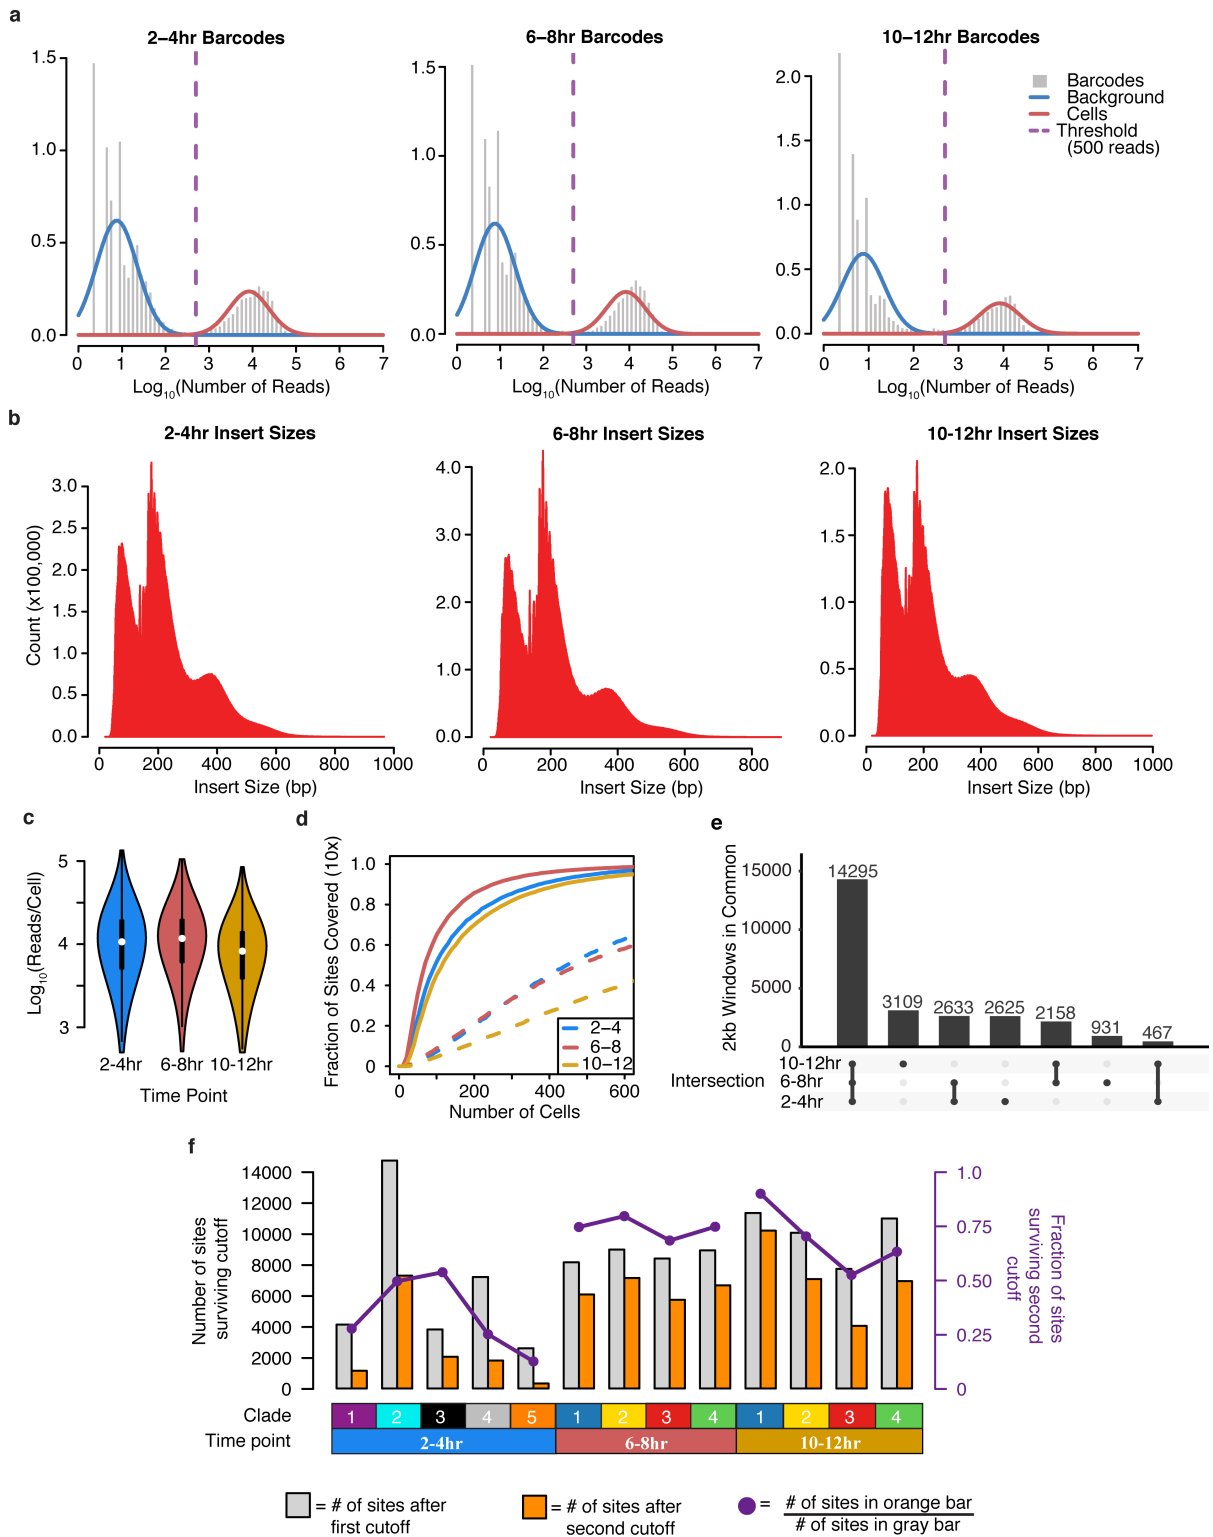 a
2–4hr Barcodes
6–8hr Barcodes
10–12hr Barcodes
1.5
1.0
0.5
0.0
0 1 2 3 4 5 6 7
Log10(Number of Reads)
1.5
1.0
0.5
0.0
0 1 2 3 4 5 6 7
Log10(Number of Reads)
2.0
1.5
1.0
0.5
0.0
0 1 2 3 4 5 6 7
Log10(Number of Reads)
Barcodes
Background
Cells
Threshold
(500 reads)
b
2-4hr Insert Sizes
6-8hr Insert Sizes
10-12hr Insert Sizes
Count (x100,000)
3.0
2.5
2.0
1.5
1.0
0.5
0.0
0 200 400 600 800 1000
Insert Size (bp)
4.0
3.0
2.0
1.0
0.0
0 200 400 600 800
Insert Size (bp)
2.0
1.5
1.0
0.5
0.0
0 200 400 600 800 1000
Insert Size (bp)
c
Log10(Reads/Cell)
5
4
3
2-4hr 6-8hr 10-12hr
Time Point
d
Fraction of Sites Covered (10x)
1.0
0.8
0.6
0.4
0.2
0
2–4
6–8
10–12
0 200 400 600
Number of Cells
e
2kb Windows in Common
15000
10000
5000
0
14295
3109
2633
2625
2158
931
467
Intersection
10-12hr
6-8hr
2-4hr
f
Number of sites
surviving cutoff
14000
12000
10000
8000
6000
4000
2000
0
1.0
0.75
0.50
0.25
0
Fraction of sites
surviving second
cutoff
Clade
1 2 3 4 5 1 2 3 4 1 2 3 4
Time point
2-4hr 6-8hr 10-12hr
= # of sites after
first cutoff
= # of sites after
second cutoff
= # of sites in orange bar
# of sites in gray bar